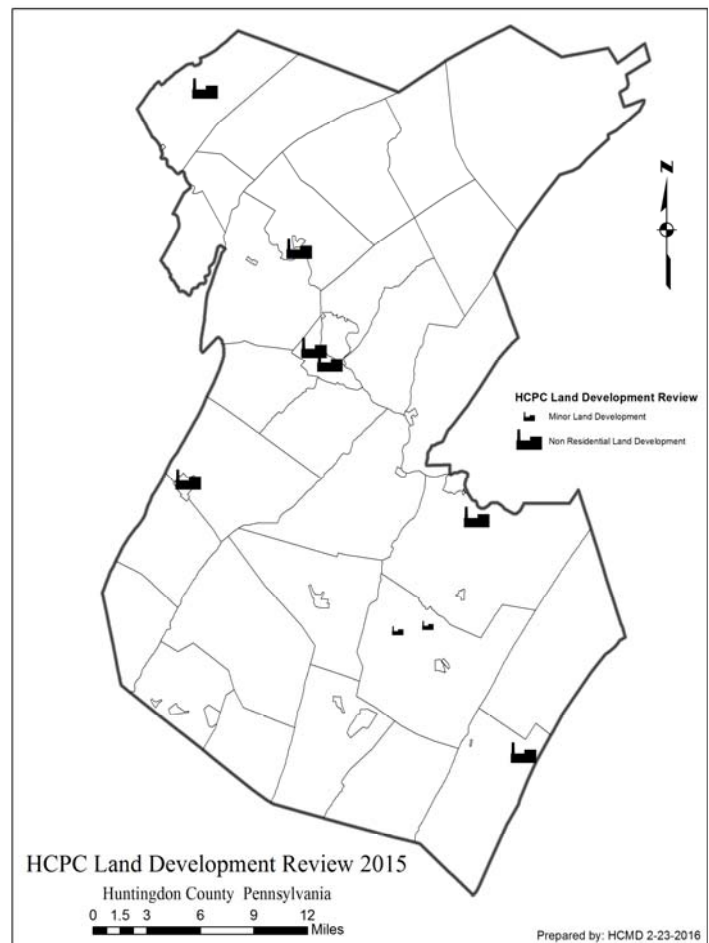 N
HCPC Land Development Review
Minor Land Development
Non Residential Land Development
HCPC Land Development Review 2015
Huntingdon County Pennsylvania
0 1.5 3 6 9 12
Miles
Prepared by: HCMD 2-23-2016